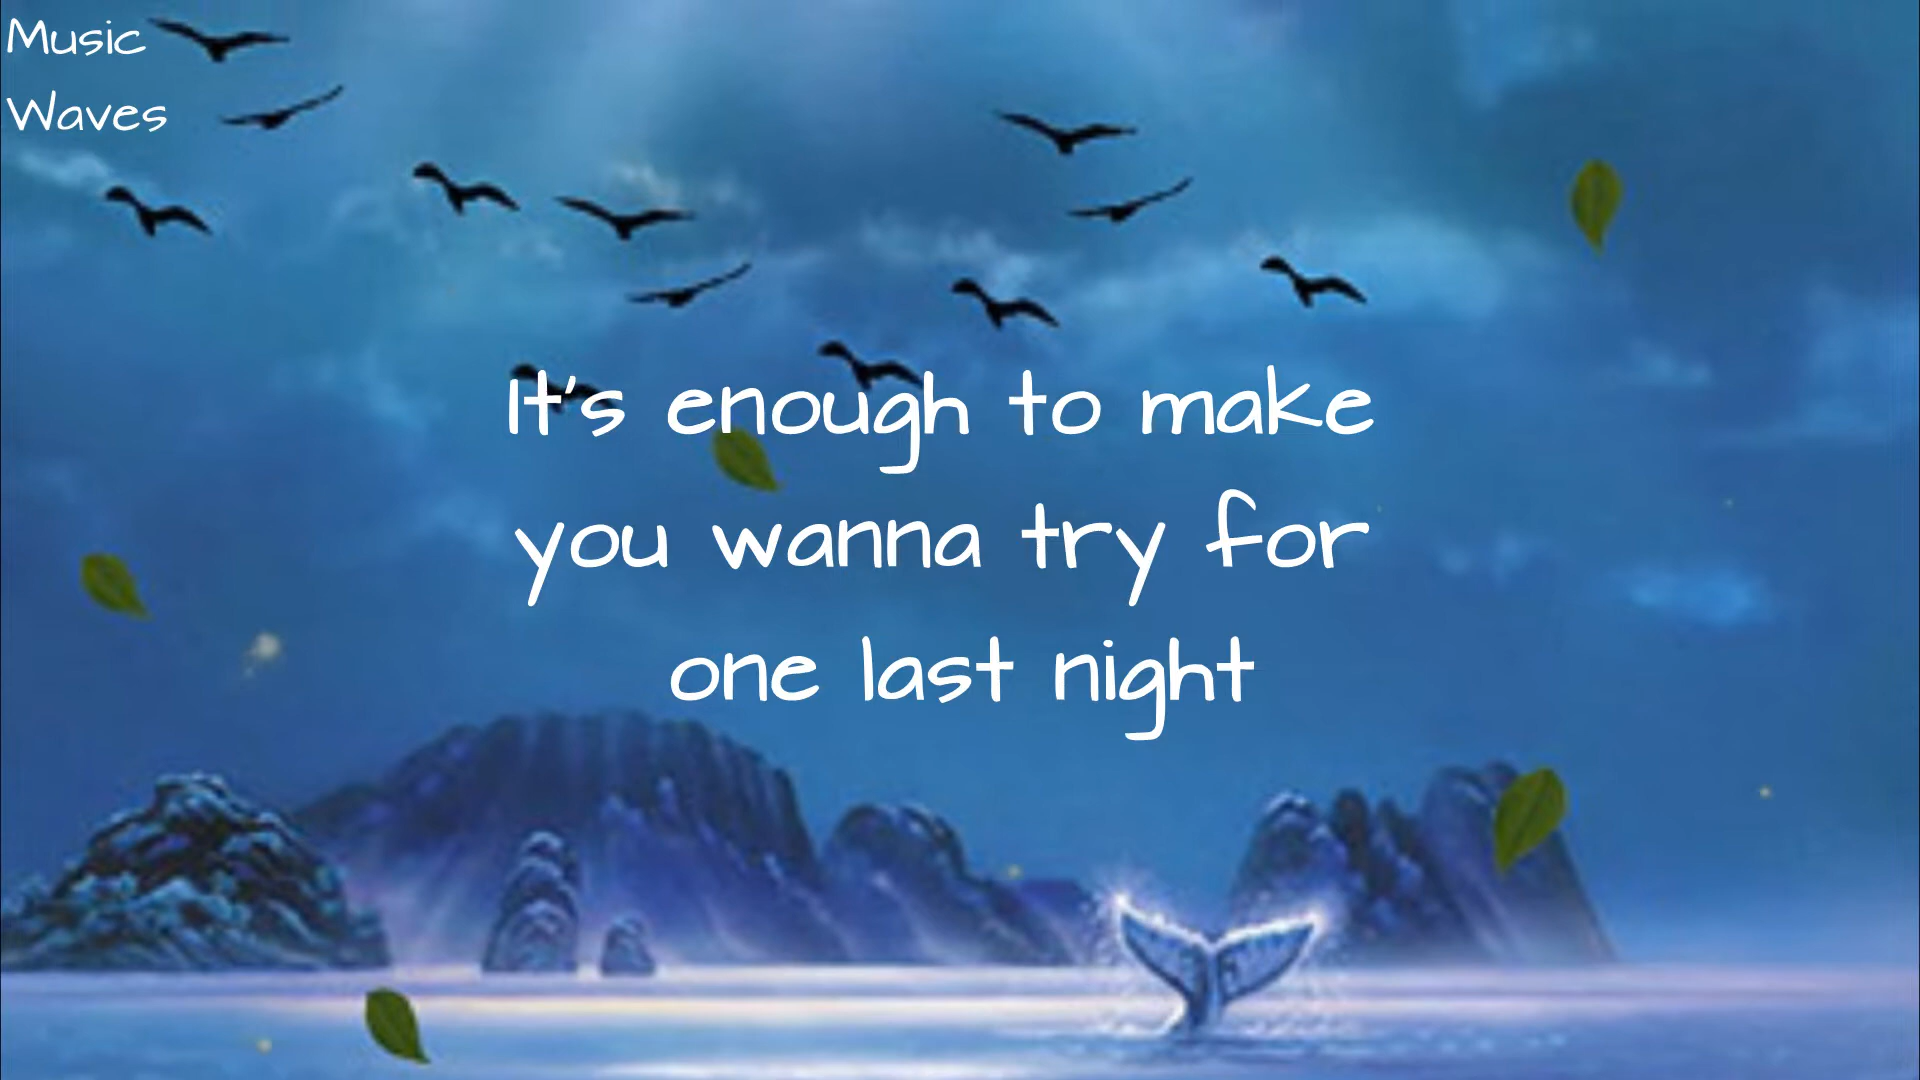 Music
Waves
It's enough to make
you wanna try for
one last night